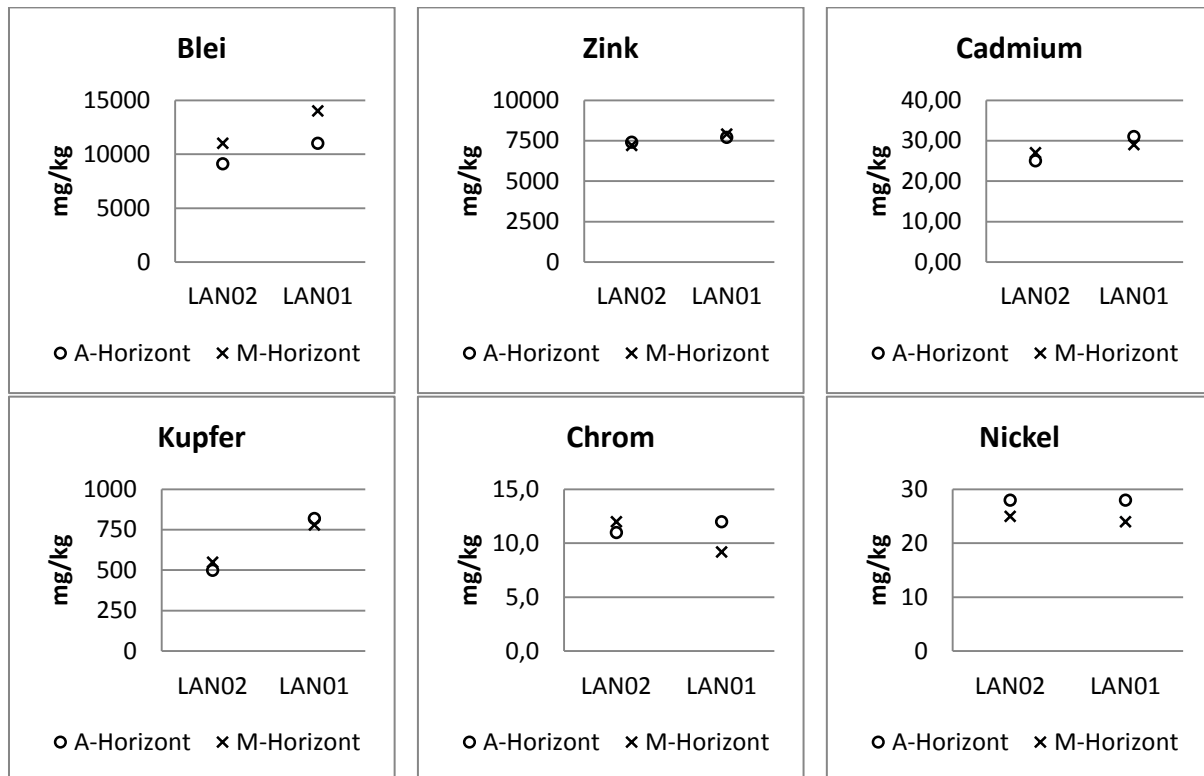 Blei
15000
10000
5000
0
mg/kg
LAN02 LAN01
A-Horizont M-Horizont
Zink
10000
7500
5000
2500
0
mg/kg
LAN02 LAN01
A-Horizont M-Horizont
Cadmium
40,00
30,00
20,00
10,00
0,00
mg/kg
LAN02 LAN01
A-Horizont M-Horizont
Kupfer
1000
750
500
250
0
mg/kg
LAN02 LAN01
A-Horizont M-Horizont
Chrom
15,0
10,0
5,0
0,0
mg/kg
LAN02 LAN01
A-Horizont M-Horizont
Nickel
30
20
10
0
mg/kg
LAN02 LAN01
A-Horizont M-Horizont